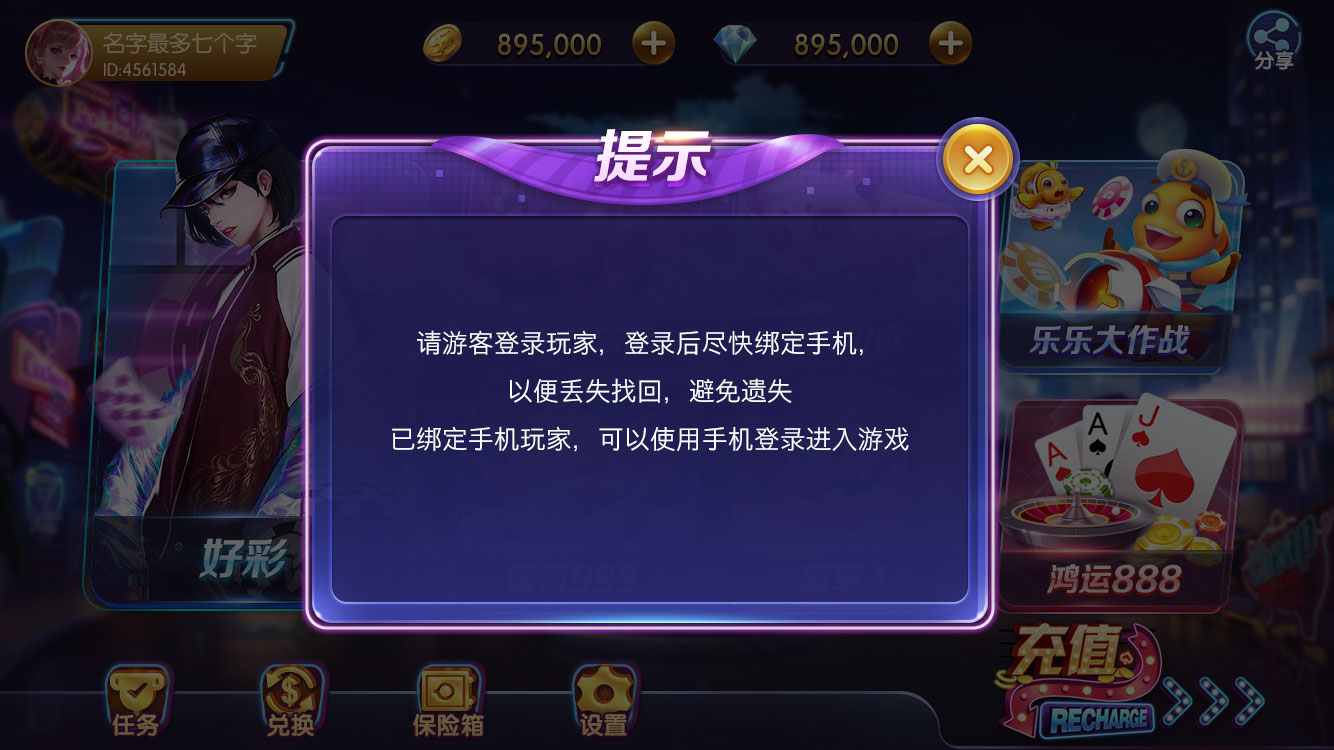 名字最多七个字
ID:4561584
895,000
895,000
分享
提示
请游客登录玩家，登录后尽快绑定手机，
以便丢失找回，避免遗失
已绑定手机玩家，可以使用手机登录进入游戏
好彩
乐乐大作战
A
A
J
鸿运888
充值
RECHARGE
任务
兑换
保险箱
设置